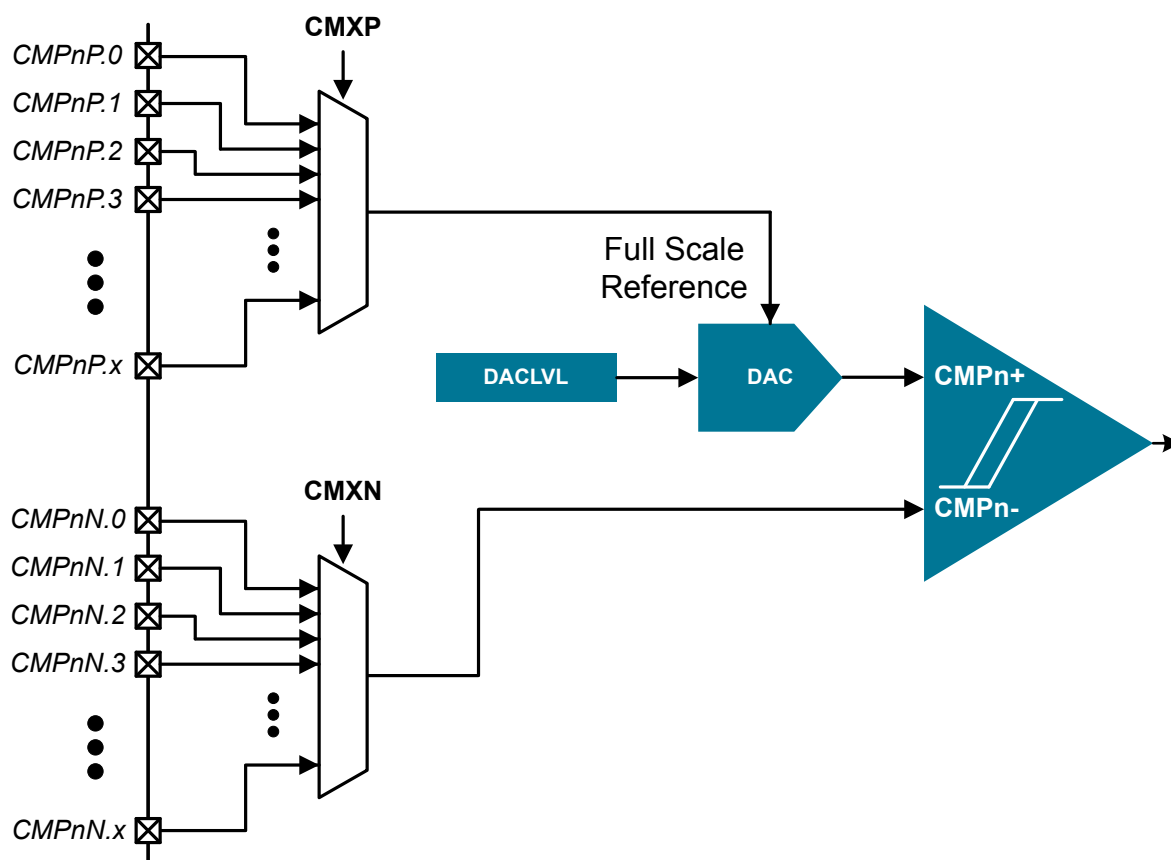 CMXP
CMPnP.0
CMPnP.1
CMPnP.2
CMPnP.3
Full Scale
Reference
CMPnP.x
DACLVL
DAC
CMPn+
CMXN
CMPn-
CMPnN.0
CMPnN.1
CMPnN.2
CMPnN.3
CMPnN.x